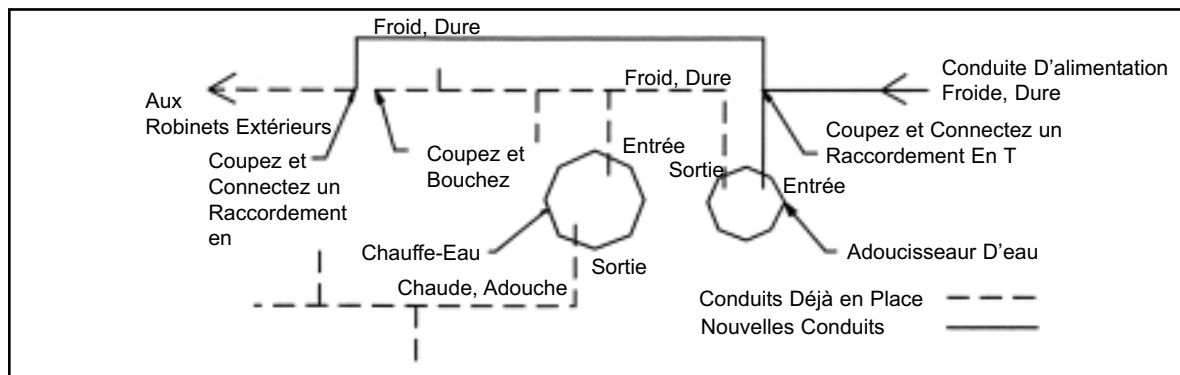 Froid, Dure
Froid, Dure
Conduite D'alimentation
Froide, Dure
Aux
Robinets Extérieurs
Coupez et
Connectez un
Raccordement
en
Coupez et
Bouchez
Entrée
Sortie
Entrée
Coupez et Connectez un
Raccordement En T
Chauffe-Eau
Sortie
Adoucisseur D'eau
Chaude, Adouche
Conduits Déjà en Place
Nouvelles Conduits